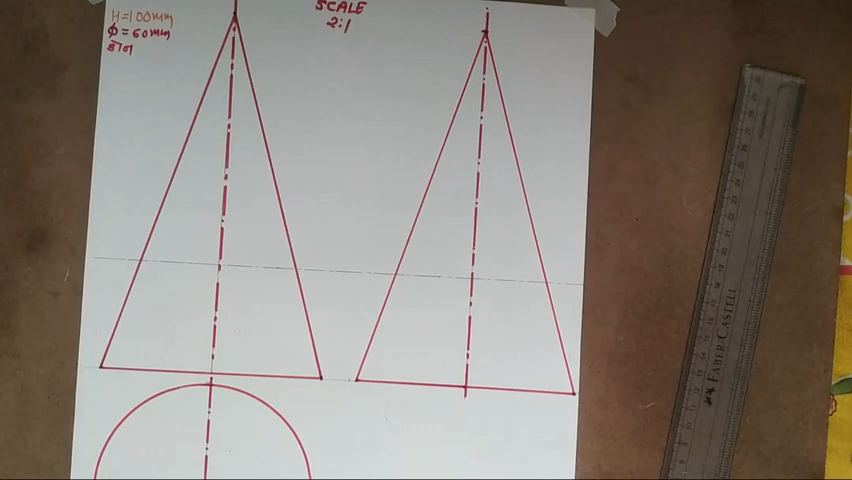 H=100mm
φ=60mm
SCALE
2:1
FABER-CASTELL